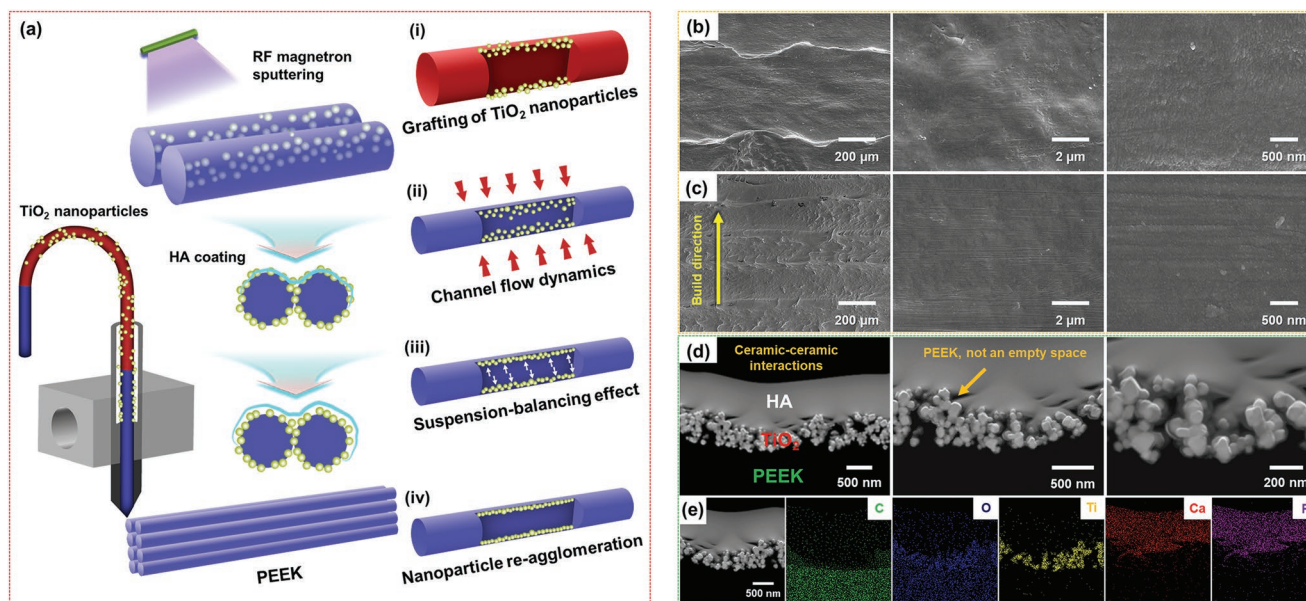 (a)
RF magnetron
sputtering
TiO₂ nanoparticles
HA coating
PEEK
(i)
Grafting of TiO₂ nanoparticles
(ii)
Channel flow dynamics
(iii)
Suspension-balancing effect
(iv)
Nanoparticle re-agglomeration
(b)
200 µm
2 µm
500 nm
(c)
Build direction
200 µm
2 µm
500 nm
(d)
Ceramic-ceramic
interactions
HA
TiO₂
PEEK
500 nm
PEEK, not an empty space
500 nm
200 nm
(e)
500 nm
C
O
Ti
Ca
P